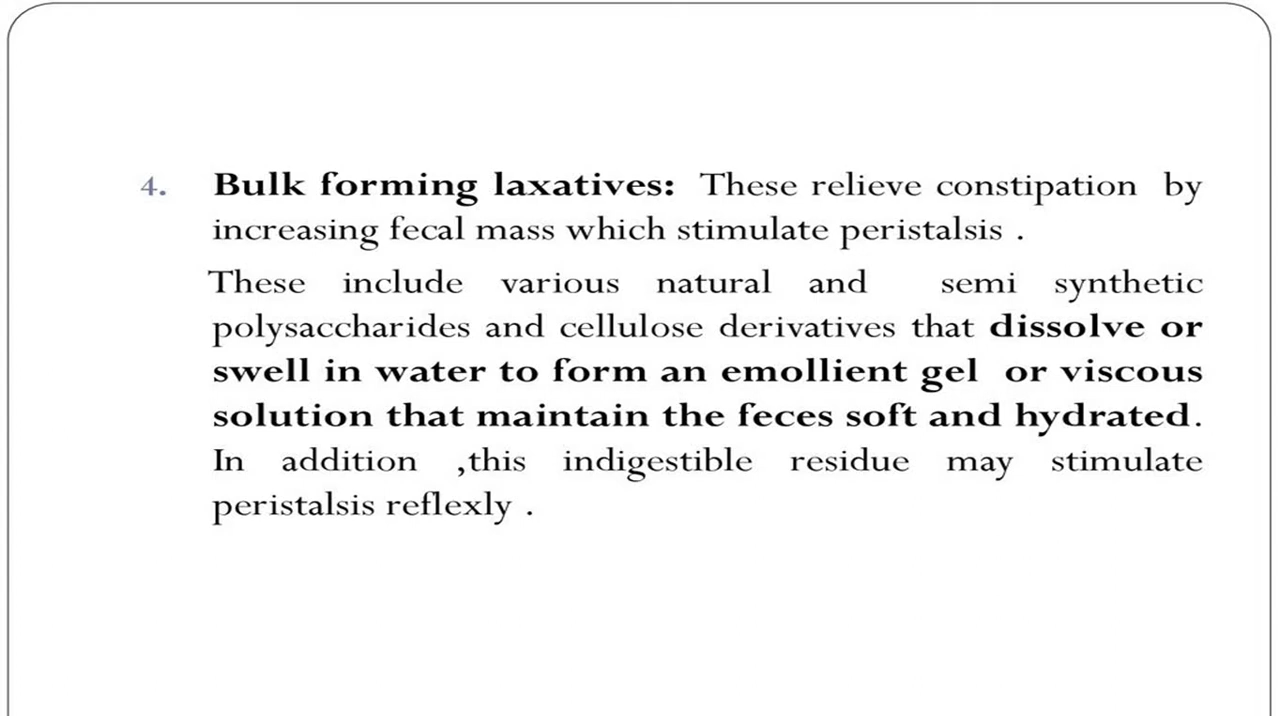 4. Bulk forming laxatives: These relieve constipation by
increasing fecal mass which stimulate peristalsis .
These include various natural and semi synthetic
polysaccharides and cellulose derivatives that dissolve or
swell in water to form an emollient gel or viscous
solution that maintain the feces soft and hydrated.
In addition ,this indigestible residue may stimulate
peristalsis reflexly .